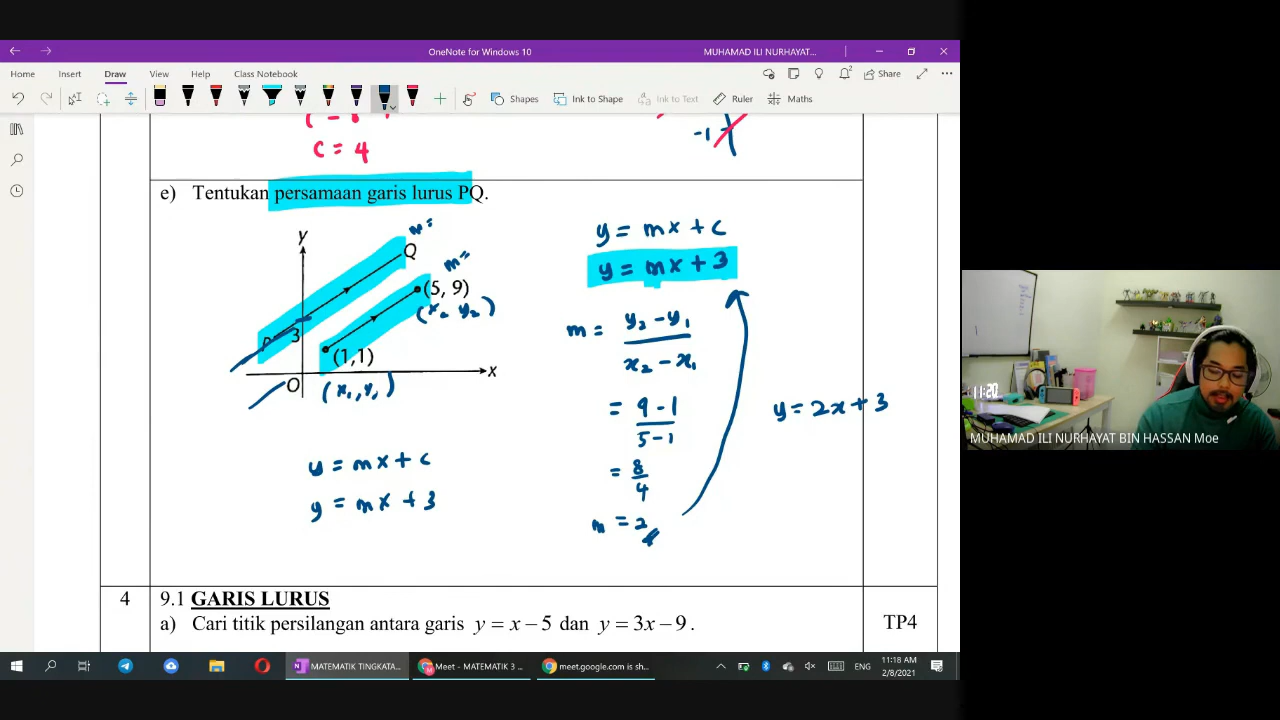 OneNote for Windows 10
MUHAMAD ILI NURHAYAT...
Home Insert Draw View Help Class Notebook
Share
Shapes Ink to Shape Ink to Text Ruler Maths
c = 4
-1
e) Tentukan persamaan garis lurus PQ.
y
m=
Q
m=
(5, 9)
(x₂ y₂)
3
P
(1,1)
x
O
(x₁, y₁)
y = mx + c
y = mx + 3
y = mx + c
y = mx + 3
m = y₂ - y₁
x₂ - x₁
= 9 - 1
5 - 1
= 8
4
m = 2
y = 2x + 3
4 9.1 GARIS LURUS
a) Cari titik persilangan antara garis y = x − 5 dan y = 3x − 9.
TP4
11:20
MUHAMAD ILI NURHAYAT BIN HASSAN Moe
MATEMATIK TINGKATA...
Meet - MATEMATIK 3 ...
meet.google.com is sh...
ENG
11:18 AM
2/8/2021